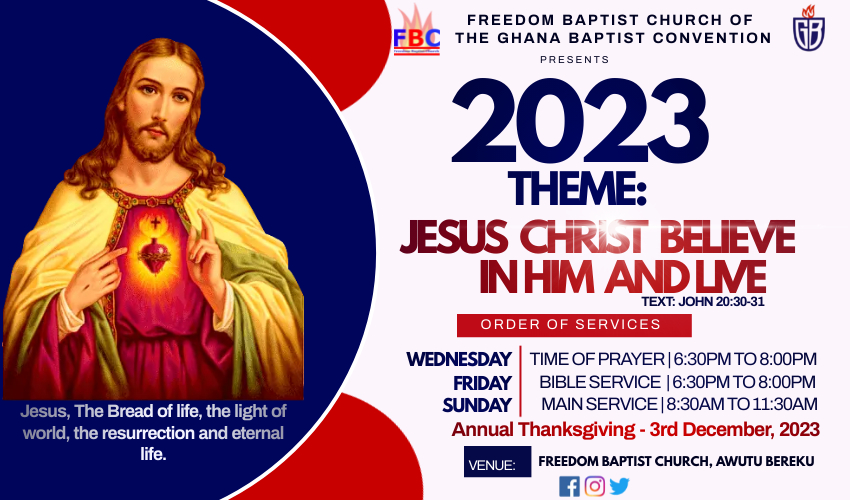 FBC
FREEDOM BAPTIST CHURCH OF
THE GHANA BAPTIST CONVENTION
PRESENTS
2023
THEME:
JESUS CHRIST BELIEVE
IN HIM AND LIVE
TEXT: JOHN 20:30-31
ORDER OF SERVICES
WEDNESDAY TIME OF PRAYER | 6:30PM TO 8:00PM
FRIDAY BIBLE SERVICE | 6:30PM TO 8:00PM
SUNDAY MAIN SERVICE | 8:30AM TO 11:30AM
Annual Thanksgiving - 3rd December, 2023
VENUE: FREEDOM BAPTIST CHURCH, AWUTU BEREKU
Jesus, The Bread of life, the light of
world, the resurrection and eternal
life.